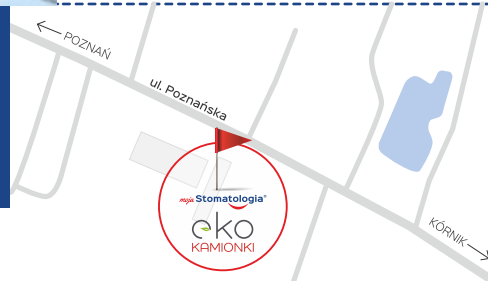 POZNAŃ
ul. Poznańska
moja Stomatologia®
eko
KAMIONKI
KÓRNIK